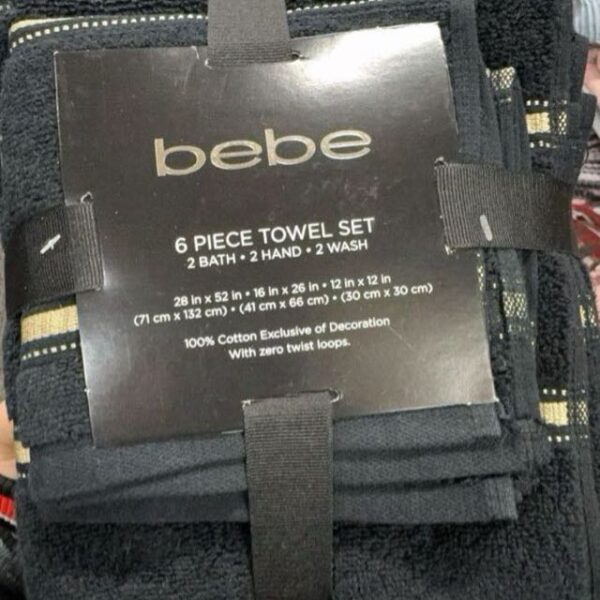 bebe
6 PIECE TOWEL SET
2 BATH • 2 HAND • 2 WASH
28 in x 52 in • 16 in x 26 in • 12 in x 12 in
(71 cm x 132 cm) • (41 cm x 66 cm) • (30 cm x 30 cm)
100% Cotton Exclusive of Decoration
With zero twist loops.